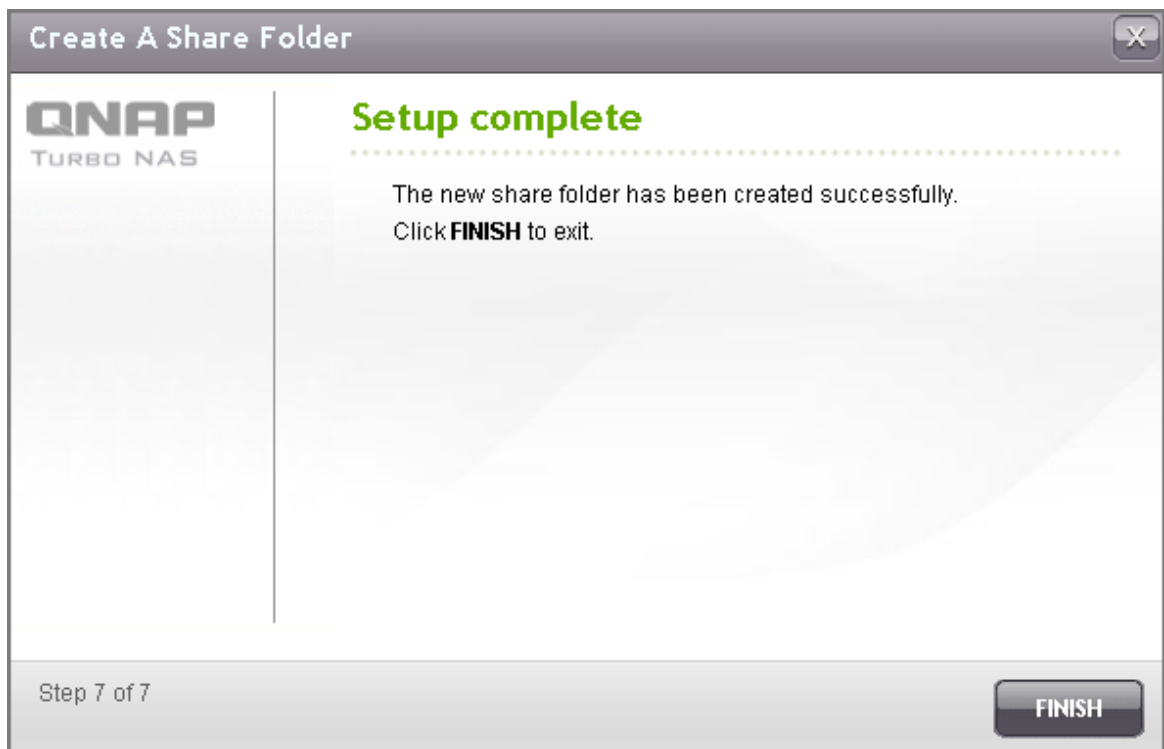 Create A Share Folder
X
QNAP
TURBO NAS
Setup complete
The new share folder has been created successfully.
Click FINISH to exit.
Step 7 of 7
FINISH